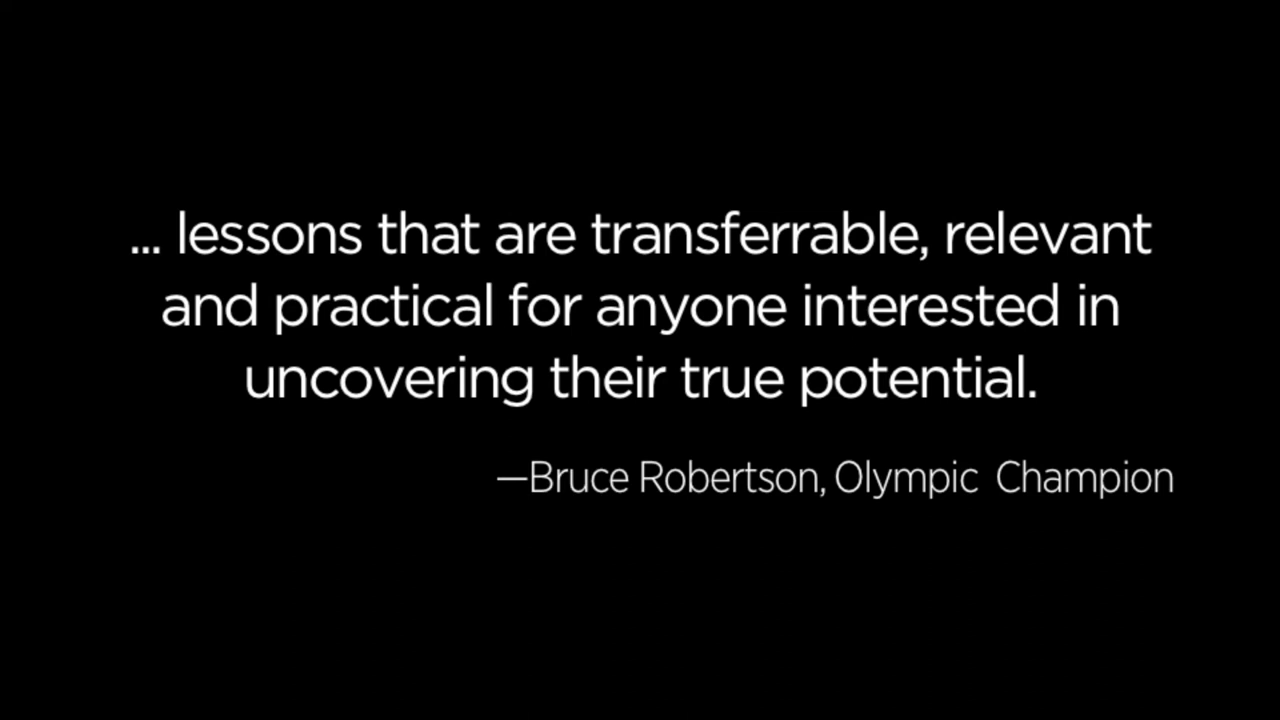 ... lessons that are transferrable, relevant
and practical for anyone interested in
uncovering their true potential.
—Bruce Robertson, Olympic  Champion